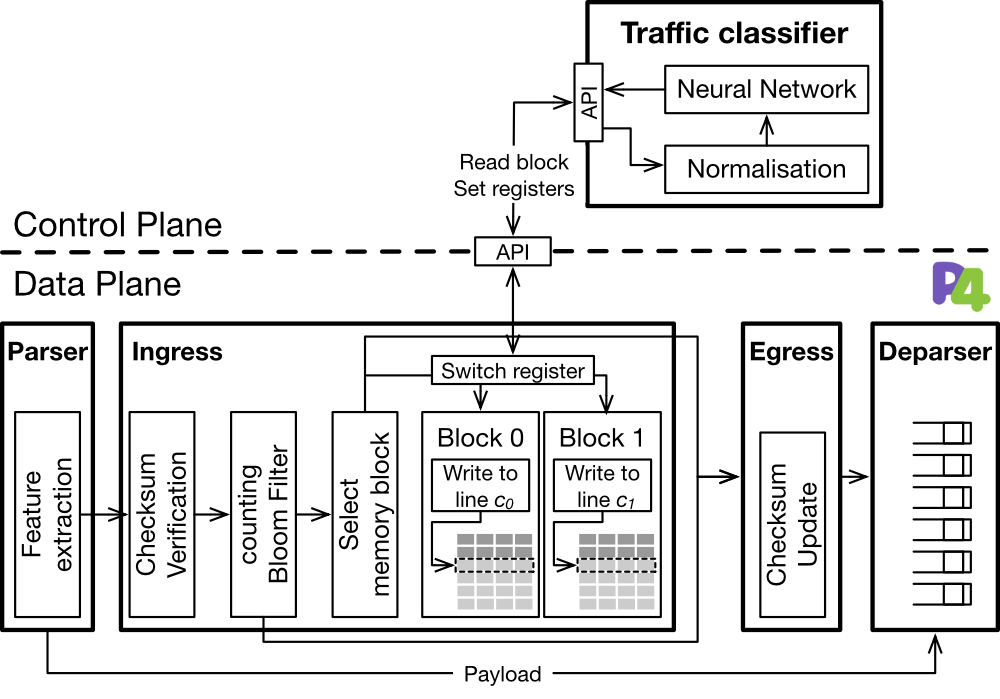 Traffic classifier
API
Neural Network
Normalisation
Read block
Set registers
Control Plane
API
Data Plane
P4
Parser
Ingress
Egress
Deparser
Switch register
Feature
extraction
Checksum
Verification
counting
Bloom Filter
Select
memory block
Block 0
Write to
line c₀
Block 1
Write to
line c₁
Checksum
Update
Payload